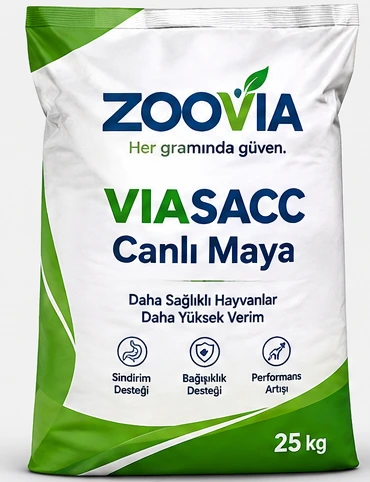 ZOOVIA
Her gramında güven.
VIASACC
Canlı Maya
Daha Sağlıklı Hayvanlar
Daha Yüksek Verim
Sindirim
Desteği
Bağışıklık
Desteği
Performans
Artışı
25 kg